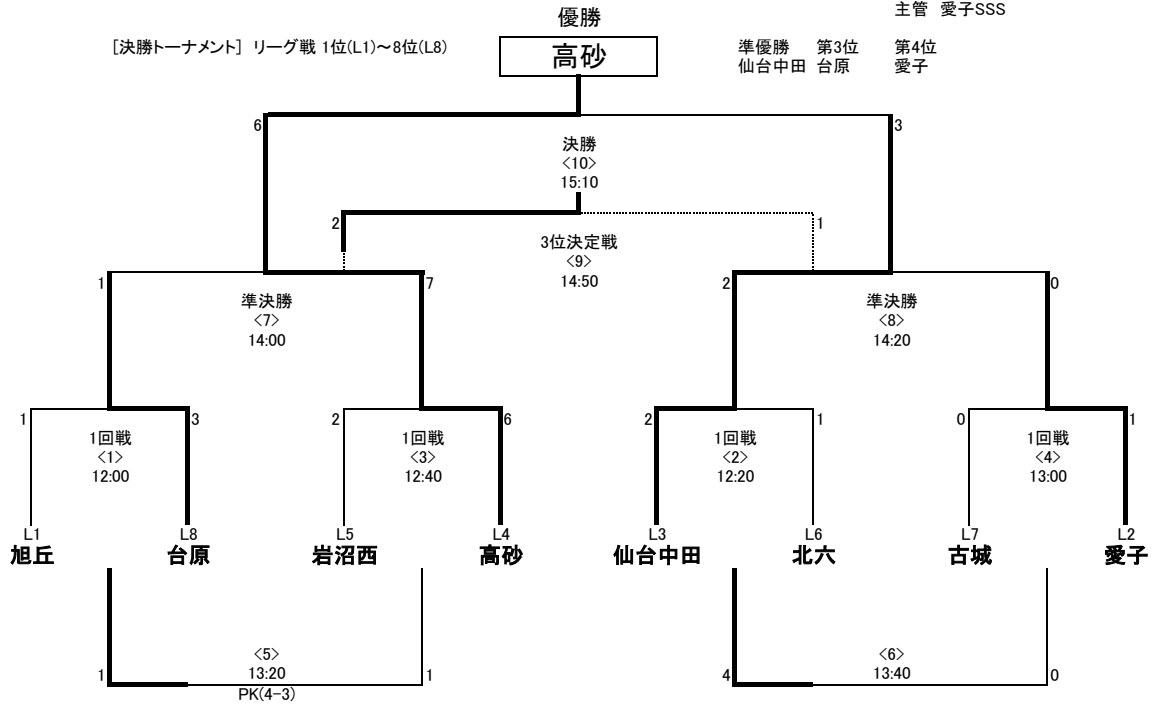 主管 愛子SSS
優勝
[決勝トーナメント] リーグ戦 1位(L1)～8位(L8)
高砂
準優勝 第3位 第4位
仙台中田 台原 愛子
6 3
決勝
<10>
15:10
2 1
3位決定戦
<9>
14:50
1 7 2 0
準決勝 準決勝
<7> <8>
14:00 14:20
1 3 2 6 2 1 0 1
1回戦 1回戦 1回戦 1回戦
<1> <3> <2> <4>
12:00 12:40 12:20 13:00
L1 L8 L5 L4 L3 L6 L7 L2
旭丘 台原 岩沼西 高砂 仙台中田 北六 古城 愛子
<5> <6>
13:20 13:40
1 1 4 0
PK(4-3)